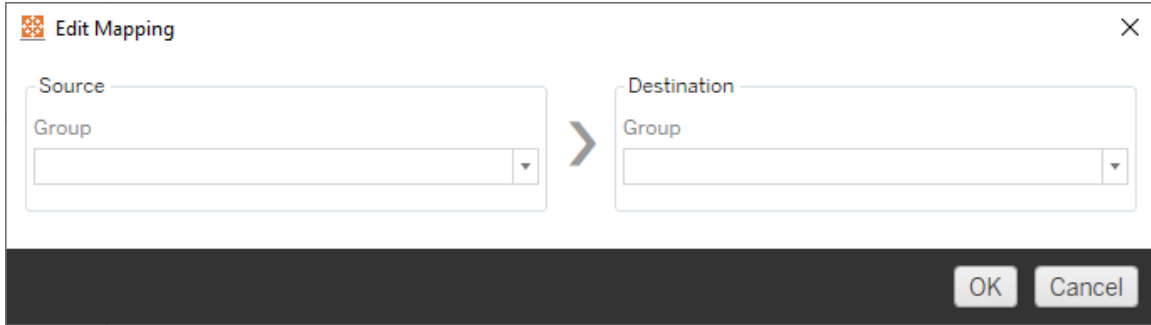 Edit Mapping
Source
Destination
Group
Group
OK
Cancel